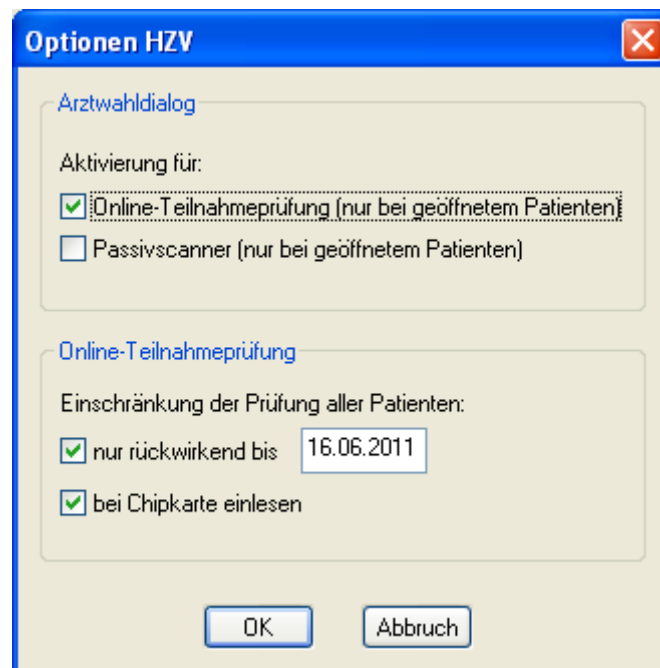 Optionen HZV
Arztwahldialog
Aktivierung für:
Online-Teilnahmeprüfung (nur bei geöffnetem Patienten)
Passivscanner (nur bei geöffnetem Patienten)
Online-Teilnahmeprüfung
Einschränkung der Prüfung aller Patienten:
nur rückwirkend bis 16.06.2011
bei Chipkarte einlesen
OK Abbruch